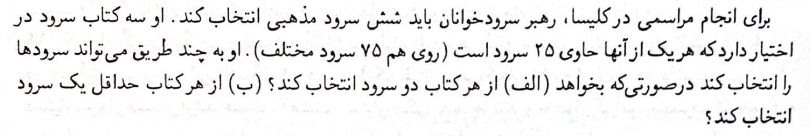 برای انجام مراسمی در کلیسا، رهبر سرودخوانان باید شش سرود مذهبی انتخاب کند. او سه کتاب سرود در
اختیار دارد که هر یک از آنها حاوی ۲۵ سرود است (روی هم ۷۵ سرود مختلف). او به چند طریق می‌تواند سرودها
را انتخاب کند درصورتی‌که بخواهد (الف) از هر کتاب دو سرود انتخاب کند؟ (ب) از هر کتاب حداقل یک سرود
انتخاب کند؟